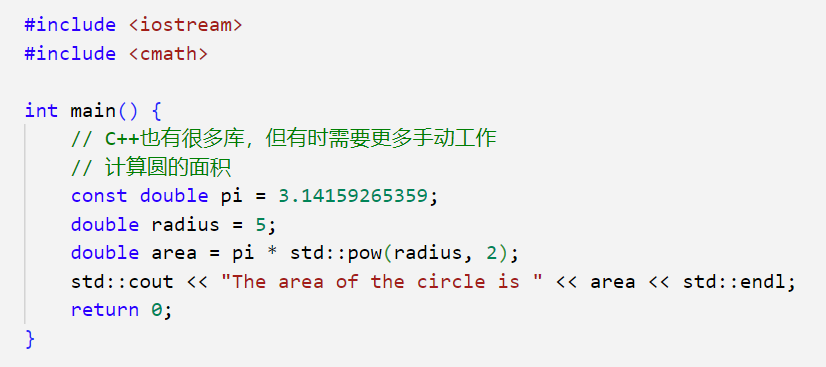 #include <iostream>
#include <cmath>
int main() {
// C++也有很多库，但有时需要更多手动工作
// 计算圆的面积
const double pi = 3.14159265359;
double radius = 5;
double area = pi * std::pow(radius, 2);
std::cout << "The area of the circle is " << area << std::endl;
return 0;
}